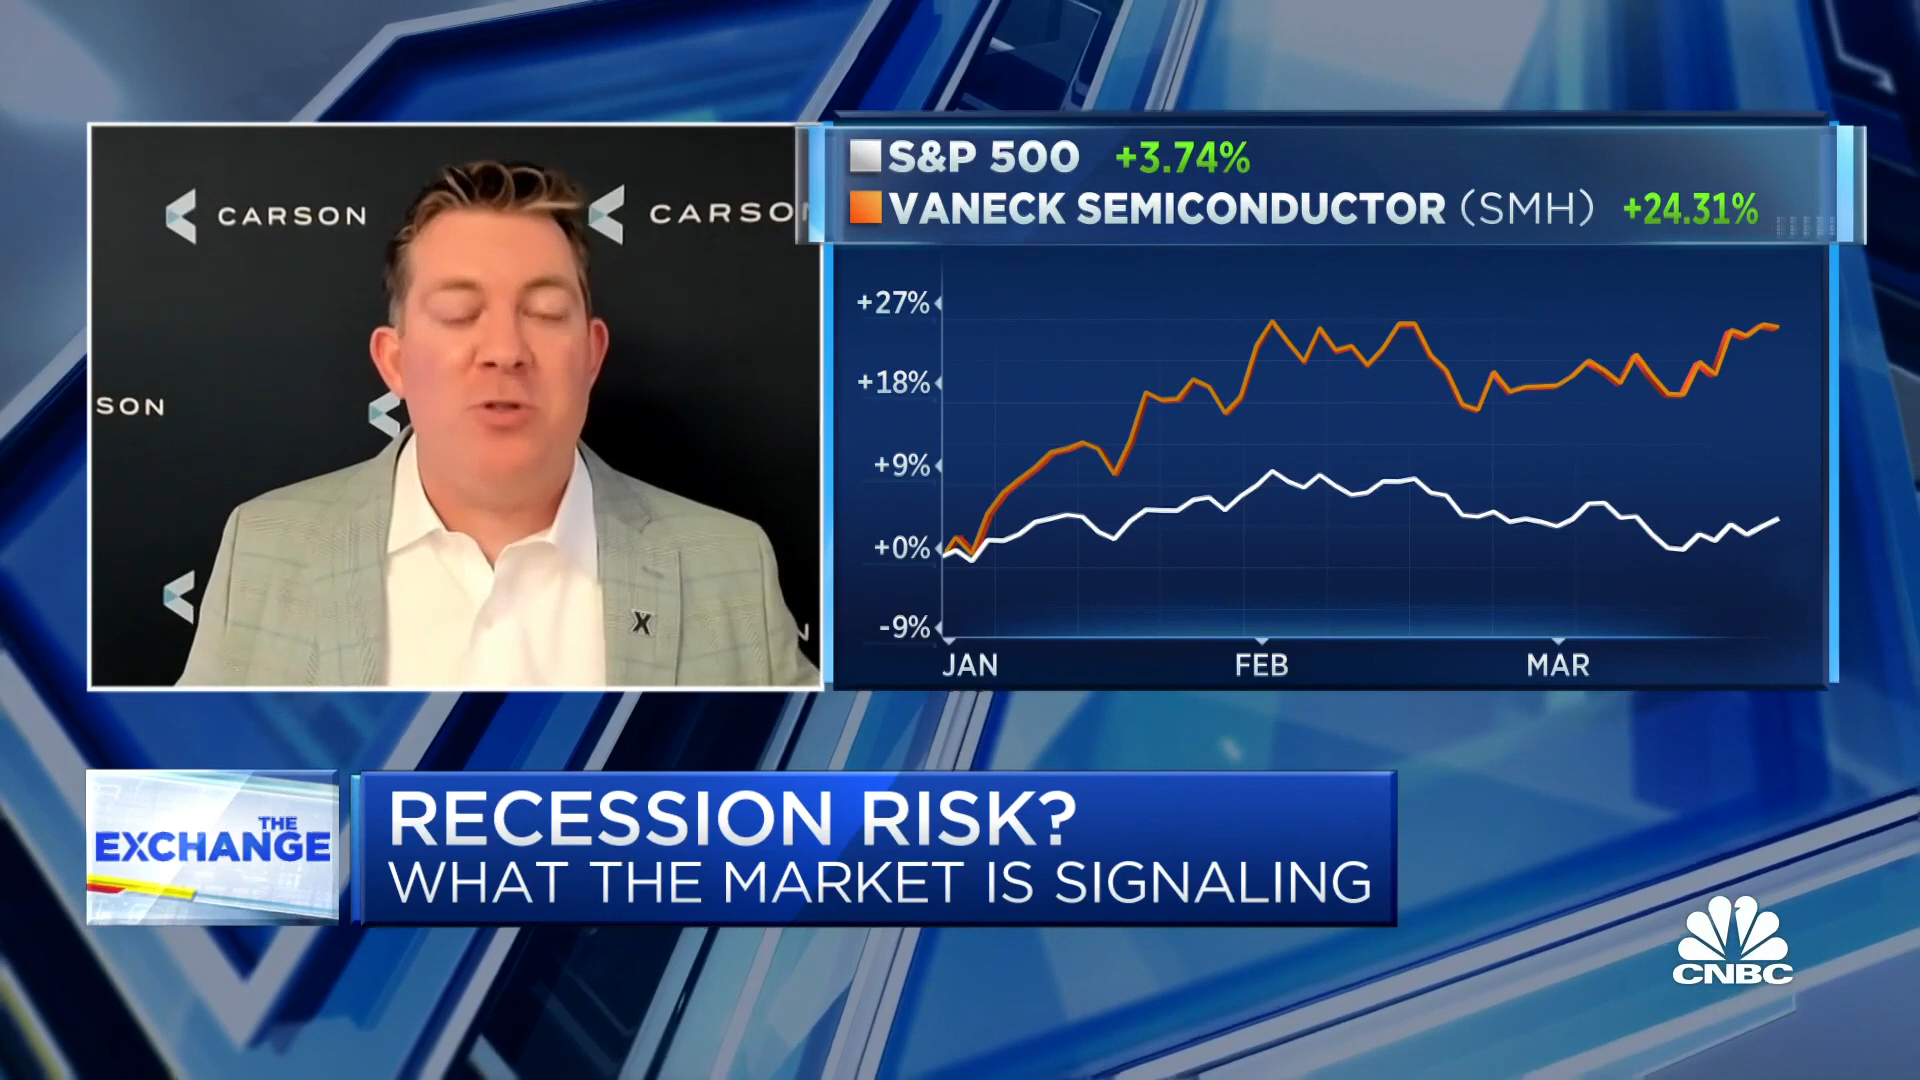 CARSON
CARSO
SON
N
X
S&P 500 +3.74%
VANECK SEMICONDUCTOR (SMH) +24.31%
+27%
+18%
+9%
+0%
-9%
JAN FEB MAR
THE
EXCHANGE
RECESSION RISK?
WHAT THE MARKET IS SIGNALING
CNBC